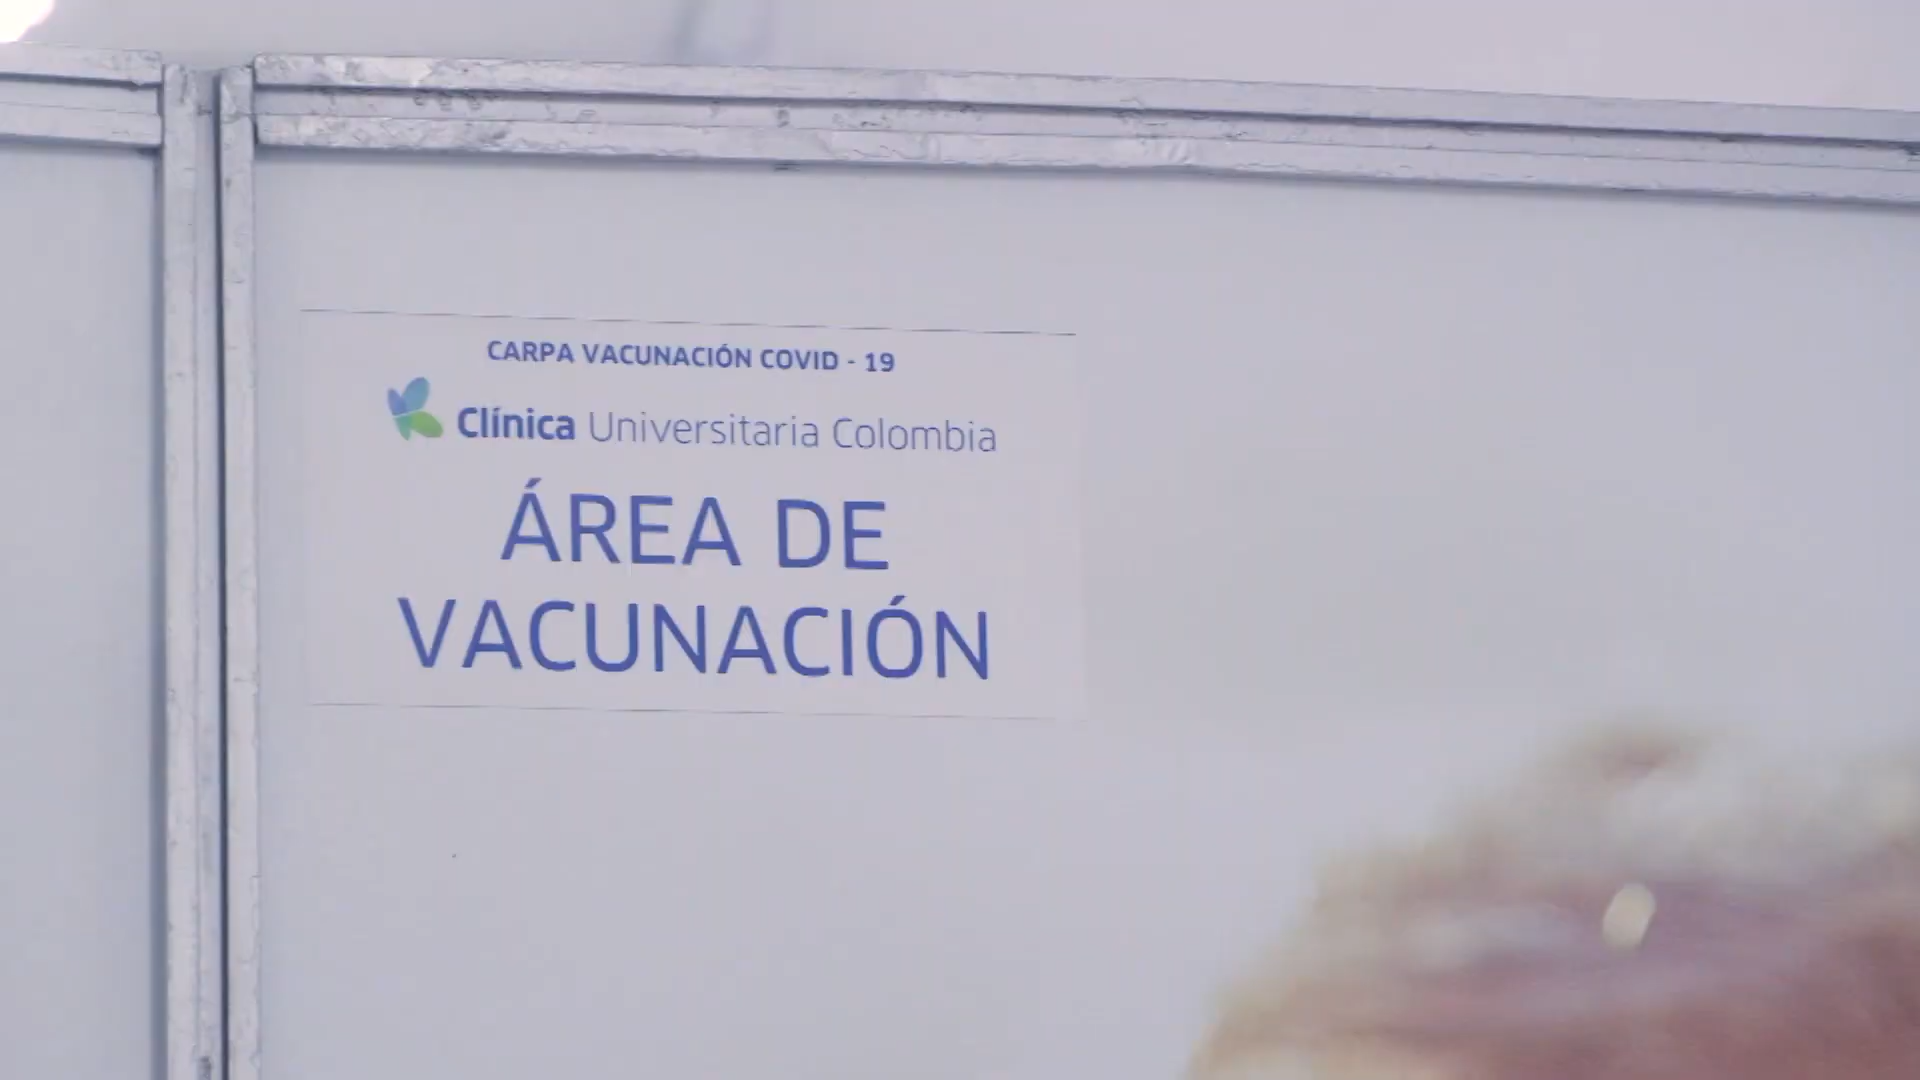 CARPA VACUNACIÓN COVID - 19
Clínica Universitaria Colombia
ÁREA DE
VACUNACIÓN